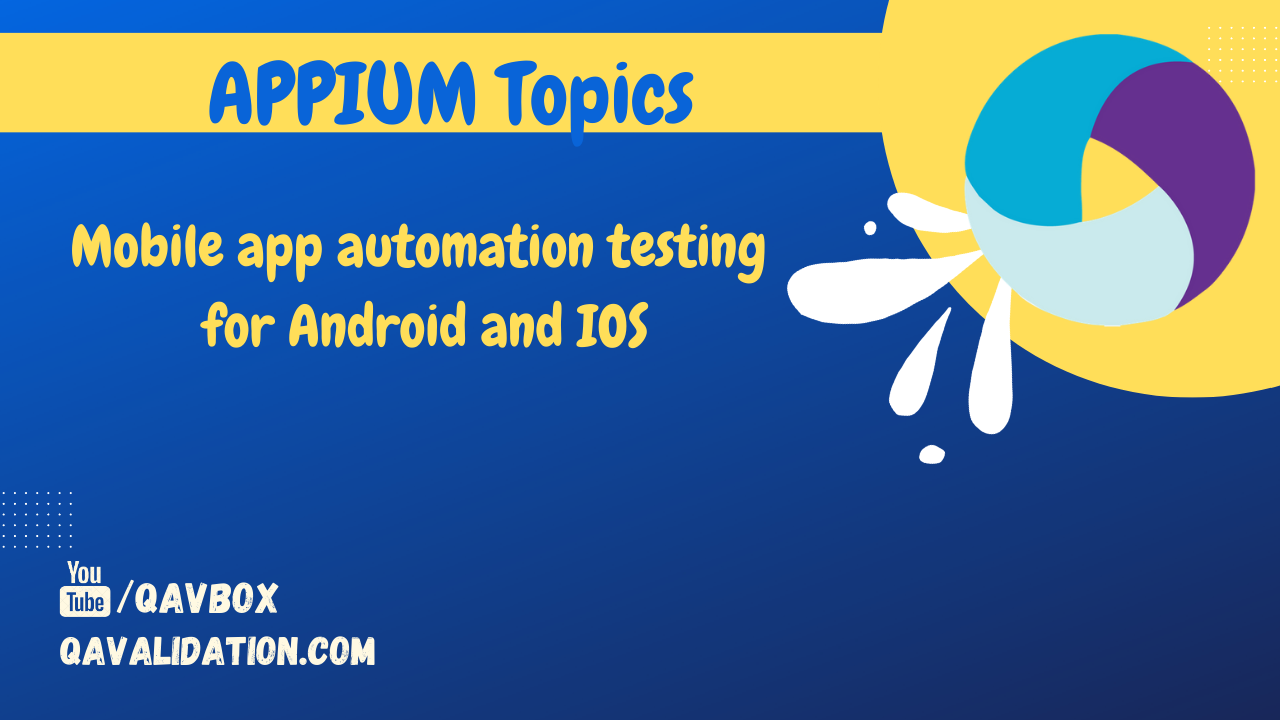 APPIUM Topics
Mobile app automation testing
for Android and IOS
You
Tube /QAVBOX
QAVALIDATION.COM